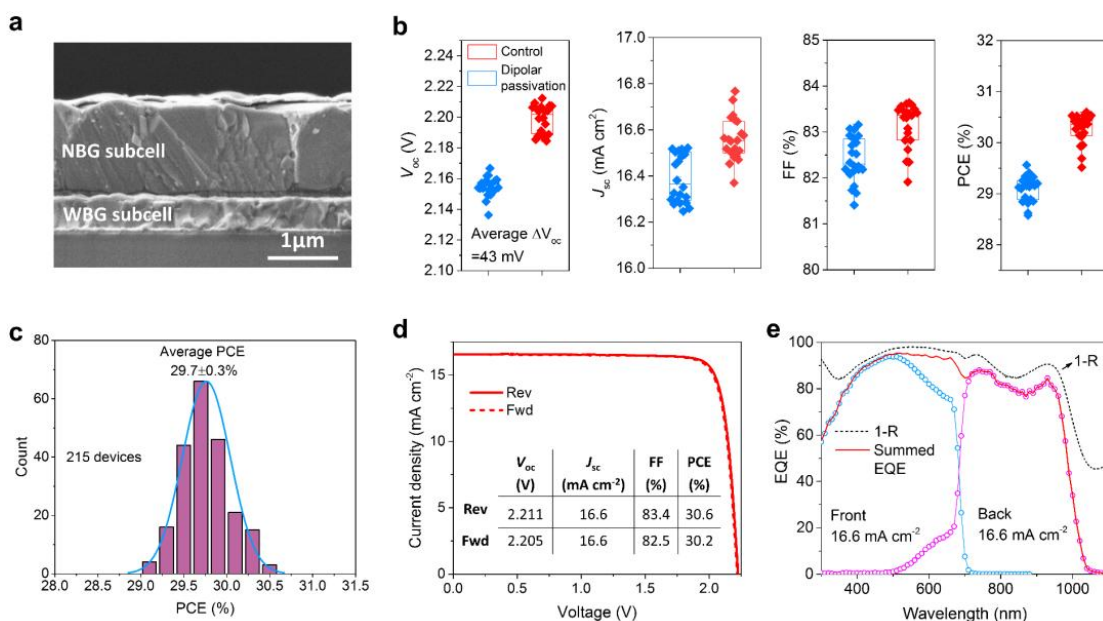 a
NBG subcell
WBG subcell
1μm
b
Control
Dipolar
passivation
Average ΔVoc
=43 mV
Voc (V)
2.10
2.12
2.14
2.16
2.18
2.20
2.22
2.24
Jsc (mA cm²)
16.0
16.2
16.4
16.6
16.8
17.0
FF (%)
80
81
82
83
84
85
PCE (%)
28
29
30
31
32
c
Average PCE
29.7±0.3%
215 devices
Count
0
20
40
60
80
28.0 28.5 29.0 29.5 30.0 30.5 31.0 31.5
PCE (%)
d
Rev
Fwd
Voc (V) Jsc (mA cm⁻²) FF (%) PCE (%)
Rev 2.211 16.6 83.4 30.6
Fwd 2.205 16.6 82.5 30.2
Current density (mA cm⁻²)
0
5
10
15
0.0 0.5 1.0 1.5 2.0
Voltage (V)
e
1-R
1-R
Summed
EQE
Front
16.6 mA cm⁻²
Back
16.6 mA cm⁻²
EQE (%)
0
20
40
60
80
100
400 600 800 1000
Wavelength (nm)